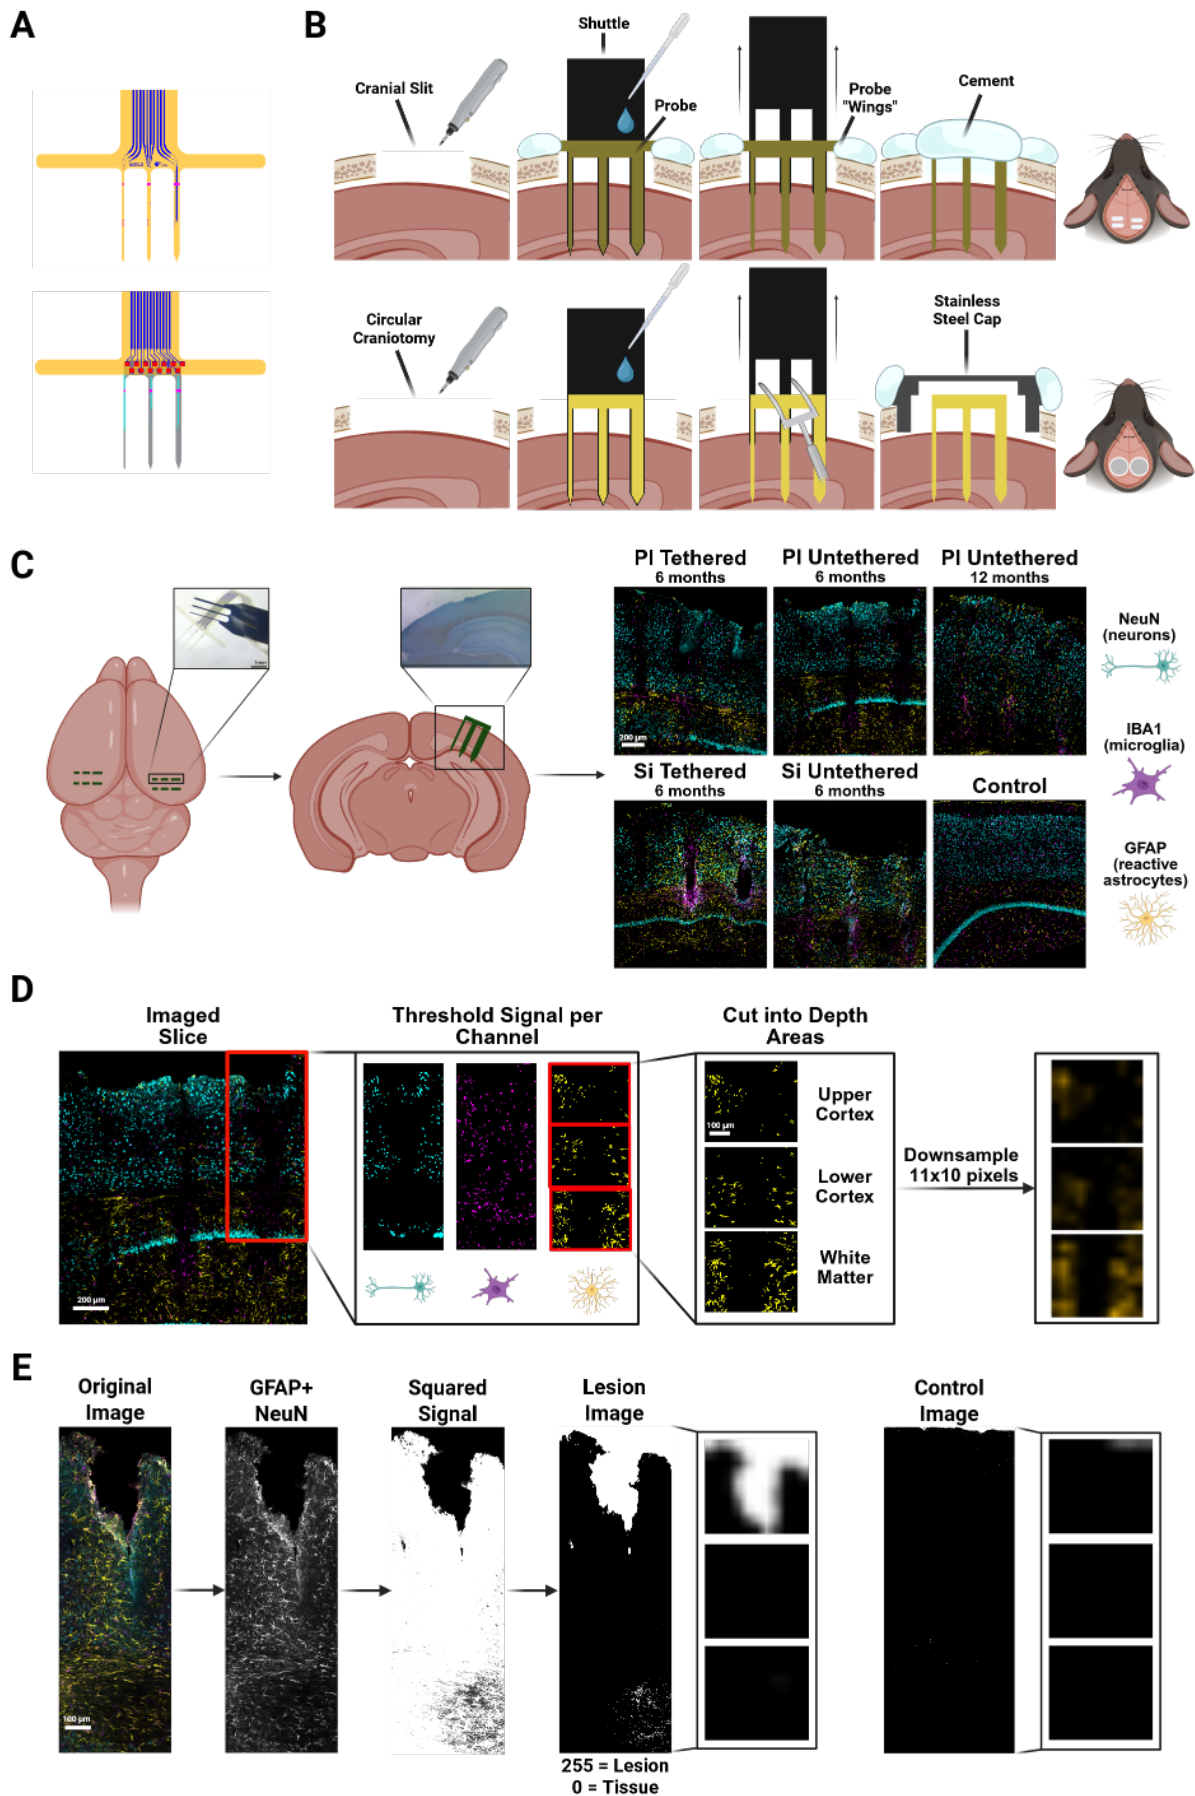 A
B
Shuttle
Cranial Slit
Probe
Probe
"Wings"
Cement
Circular
Craniotomy
Stainless
Steel Cap
C
1 mm
PI Tethered
6 months
PI Untethered
6 months
PI Untethered
12 months
200 µm
Si Tethered
6 months
Si Untethered
6 months
Control
NeuN
(neurons)
IBA1
(microglia)
GFAP
(reactive
astrocytes)
D
Imaged
Slice
Threshold Signal per
Channel
Cut into Depth
Areas
200 µm
100 µm
Upper
Cortex
Lower
Cortex
White
Matter
Downsample
11x10 pixels
E
Original
Image
GFAP+
NeuN
Squared
Signal
Lesion
Image
Control
Image
100 µm
255 = Lesion
0 = Tissue